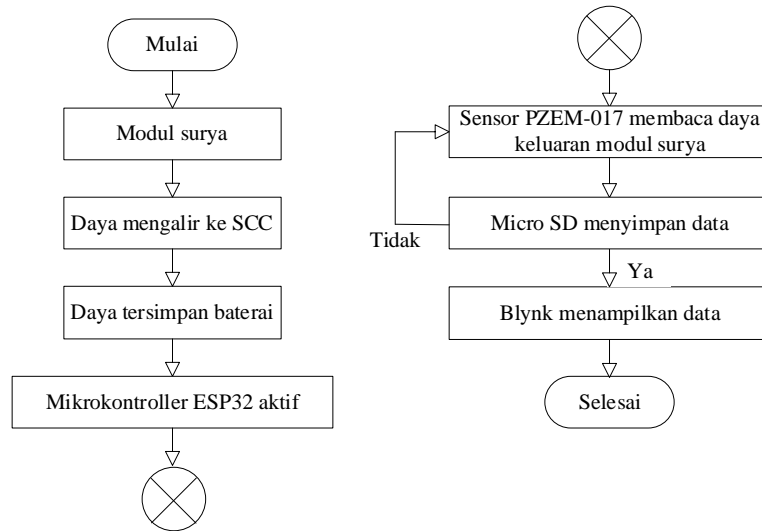 Mulai
Modul surya
Daya mengalir ke SCC
Daya tersimpan baterai
Mikrokontroller ESP32 aktif
Sensor PZEM-017 membaca daya
keluaran modul surya
Micro SD menyimpan data
Tidak
Ya
Blynk menampilkan data
Selesai